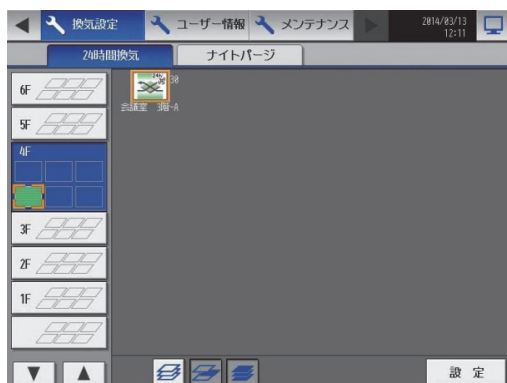 換気設定
ユーザー情報
メンテナンス
2014/03/13
12:11
24時間換気
ナイトパージ
6F
5F
4F
3F
2F
1F
24h
30
会議室 3階-A
設 定